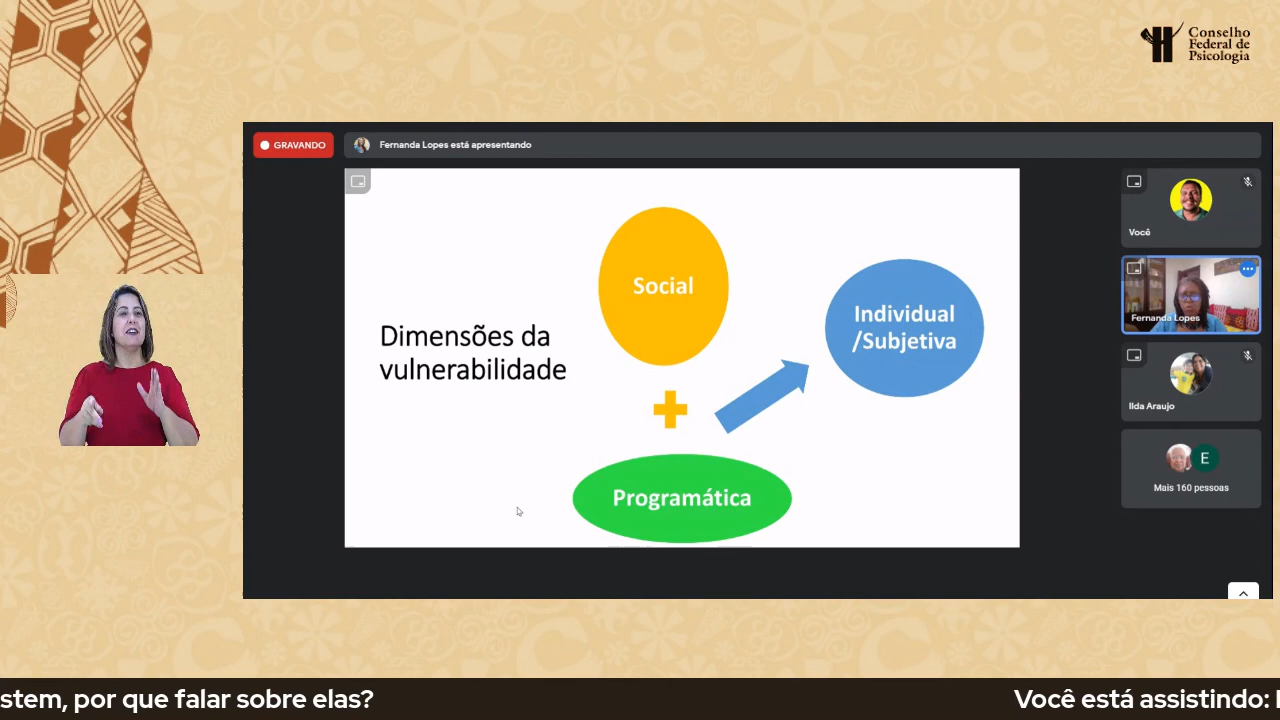 Conselho
Federal de
Psicologia
GRAVANDO
Fernanda Lopes está apresentando
Social
Dimensões da
vulnerabilidade
Individual
/Subjetiva
Programática
Você
Fernanda Lopes
Ilda Araujo
E
Mais 160 pessoas
stem, por que falar sobre elas?
Você está assistindo: